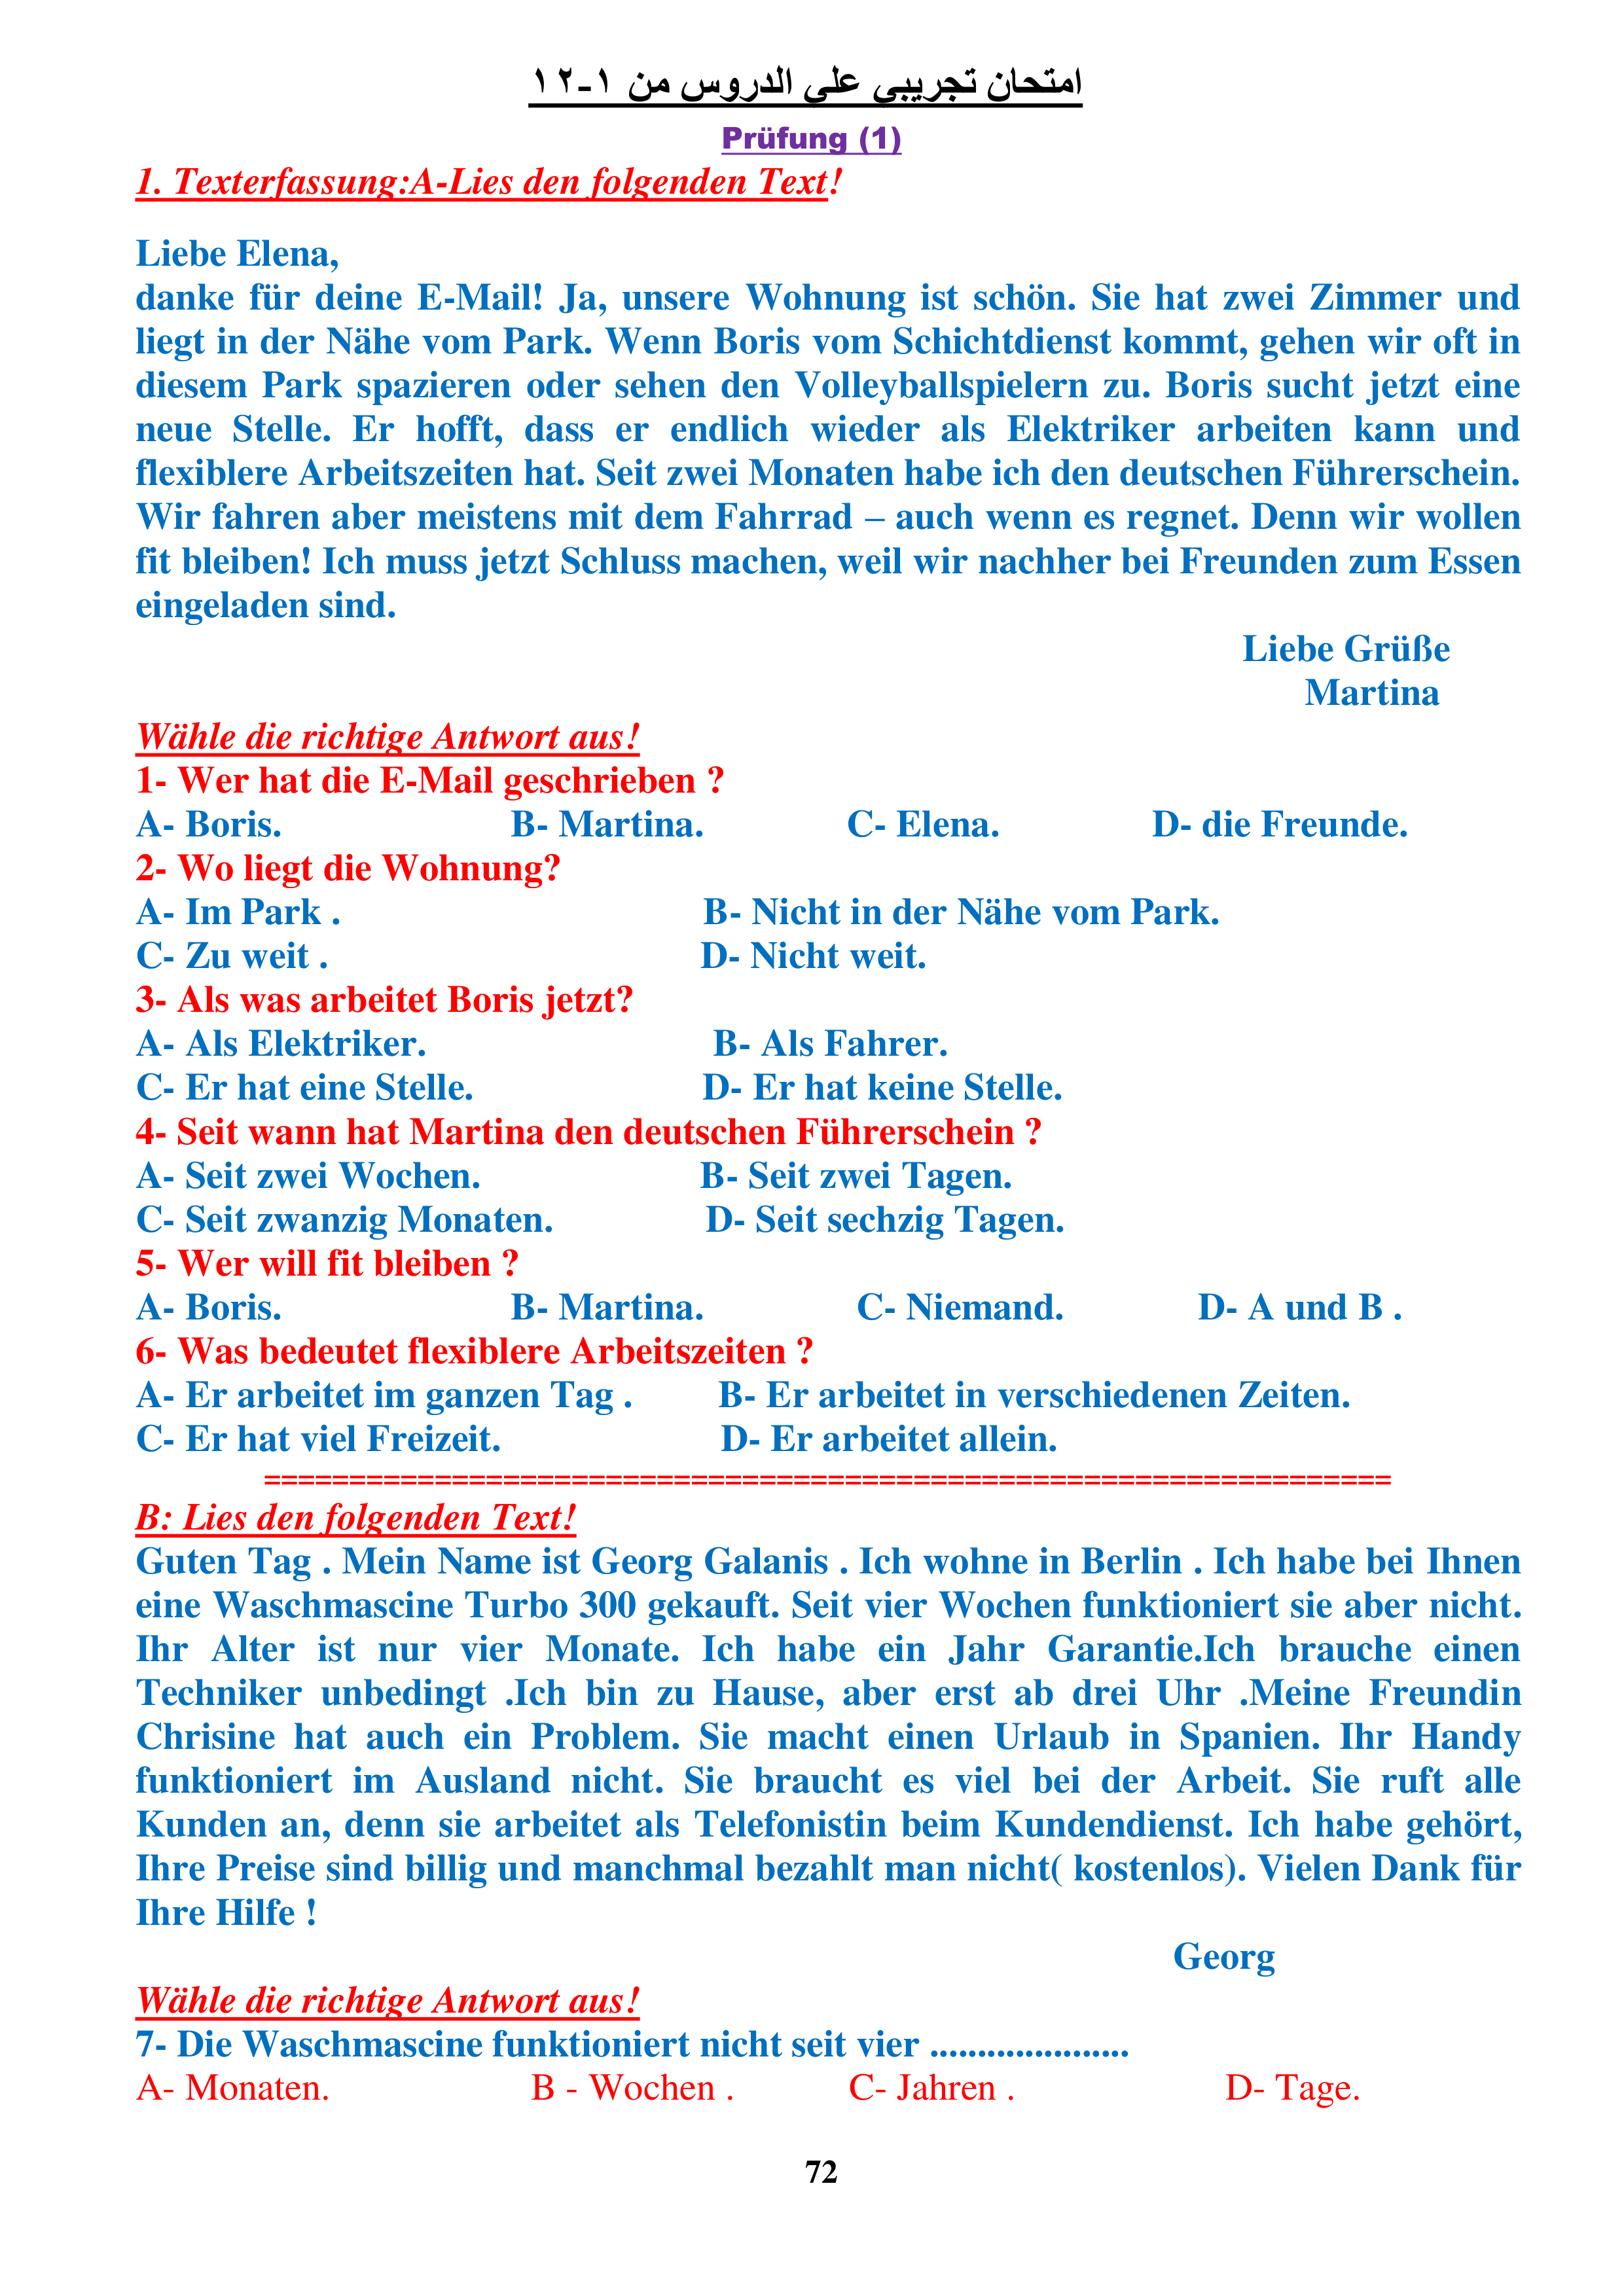 امتحان تجريبي علي الدروس من ١-١٢
Prüfung (1)
1. Texterfassung:A-Lies den folgenden Text!
Liebe Elena,
danke für deine E-Mail! Ja, unsere Wohnung ist schön. Sie hat zwei Zimmer und
liegt in der Nähe vom Park. Wenn Boris vom Schichtdienst kommt, gehen wir oft in
diesem Park spazieren oder sehen den Volleyballspielern zu. Boris sucht jetzt eine
neue Stelle. Er hofft, dass er endlich wieder als Elektriker arbeiten kann und
flexiblere Arbeitszeiten hat. Seit zwei Monaten habe ich den deutschen Führerschein.
Wir fahren aber meistens mit dem Fahrrad – auch wenn es regnet. Denn wir wollen
fit bleiben! Ich muss jetzt Schluss machen, weil wir nachher bei Freunden zum Essen
eingeladen sind.
Liebe Grüße
Martina
Wähle die richtige Antwort aus!
1- Wer hat die E-Mail geschrieben ?
A- Boris. B- Martina. C- Elena. D- die Freunde.
2- Wo liegt die Wohnung?
A- Im Park . B- Nicht in der Nähe vom Park.
C- Zu weit . D- Nicht weit.
3- Als was arbeitet Boris jetzt?
A- Als Elektriker. B- Als Fahrer.
C- Er hat eine Stelle. D- Er hat keine Stelle.
4- Seit wann hat Martina den deutschen Führerschein ?
A- Seit zwei Wochen. B- Seit zwei Tagen.
C- Seit zwanzig Monaten. D- Seit sechzig Tagen.
5- Wer will fit bleiben ?
A- Boris. B- Martina. C- Niemand. D- A und B .
6- Was bedeutet flexiblere Arbeitszeiten ?
A- Er arbeitet im ganzen Tag . B- Er arbeitet in verschiedenen Zeiten.
C- Er hat viel Freizeit. D- Er arbeitet allein.
==================================================================
B: Lies den folgenden Text!
Guten Tag . Mein Name ist Georg Galanis . Ich wohne in Berlin . Ich habe bei Ihnen
eine Waschmascine Turbo 300 gekauft. Seit vier Wochen funktioniert sie aber nicht.
Ihr Alter ist nur vier Monate. Ich habe ein Jahr Garantie.Ich brauche einen
Techniker unbedingt .Ich bin zu Hause, aber erst ab drei Uhr .Meine Freundin
Chrisine hat auch ein Problem. Sie macht einen Urlaub in Spanien. Ihr Handy
funktioniert im Ausland nicht. Sie braucht es viel bei der Arbeit. Sie ruft alle
Kunden an, denn sie arbeitet als Telefonistin beim Kundendienst. Ich habe gehört,
Ihre Preise sind billig und manchmal bezahlt man nicht( kostenlos). Vielen Dank für
Ihre Hilfe !
Georg
Wähle die richtige Antwort aus!
7- Die Waschmascine funktioniert nicht seit vier .....................
A- Monaten. B - Wochen . C- Jahren . D- Tage.
72